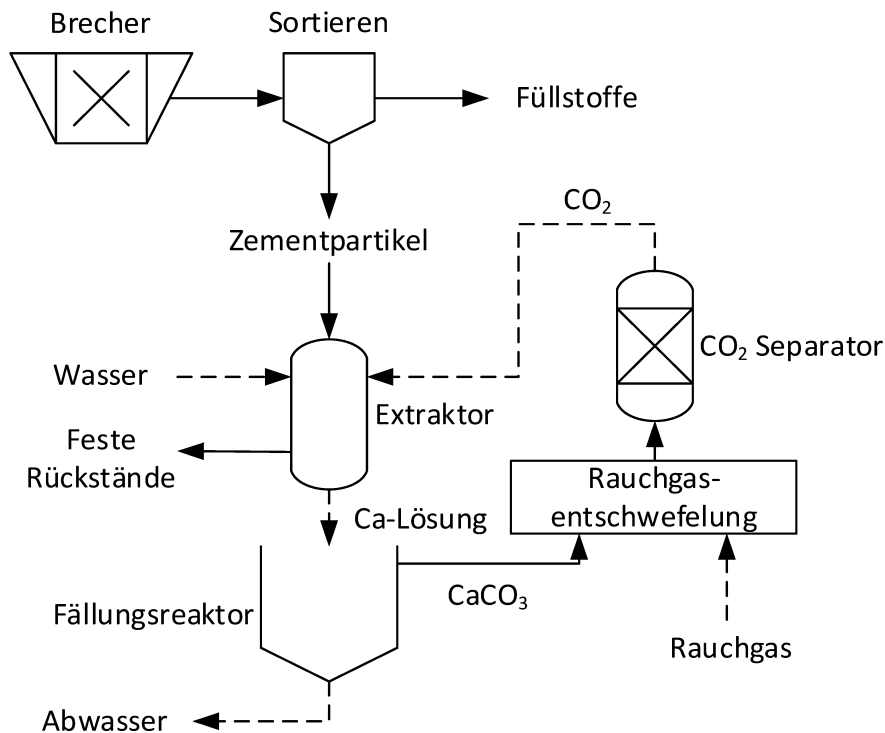 Brecher
Sortieren
Füllstoffe
CO₂
Zementpartikel
CO₂ Separator
Wasser
Extraktor
Feste
Rückstände
Rauchgas-
entschwefelung
Ca-Lösung
CaCO₃
Fällungsreaktor
Rauchgas
Abwasser